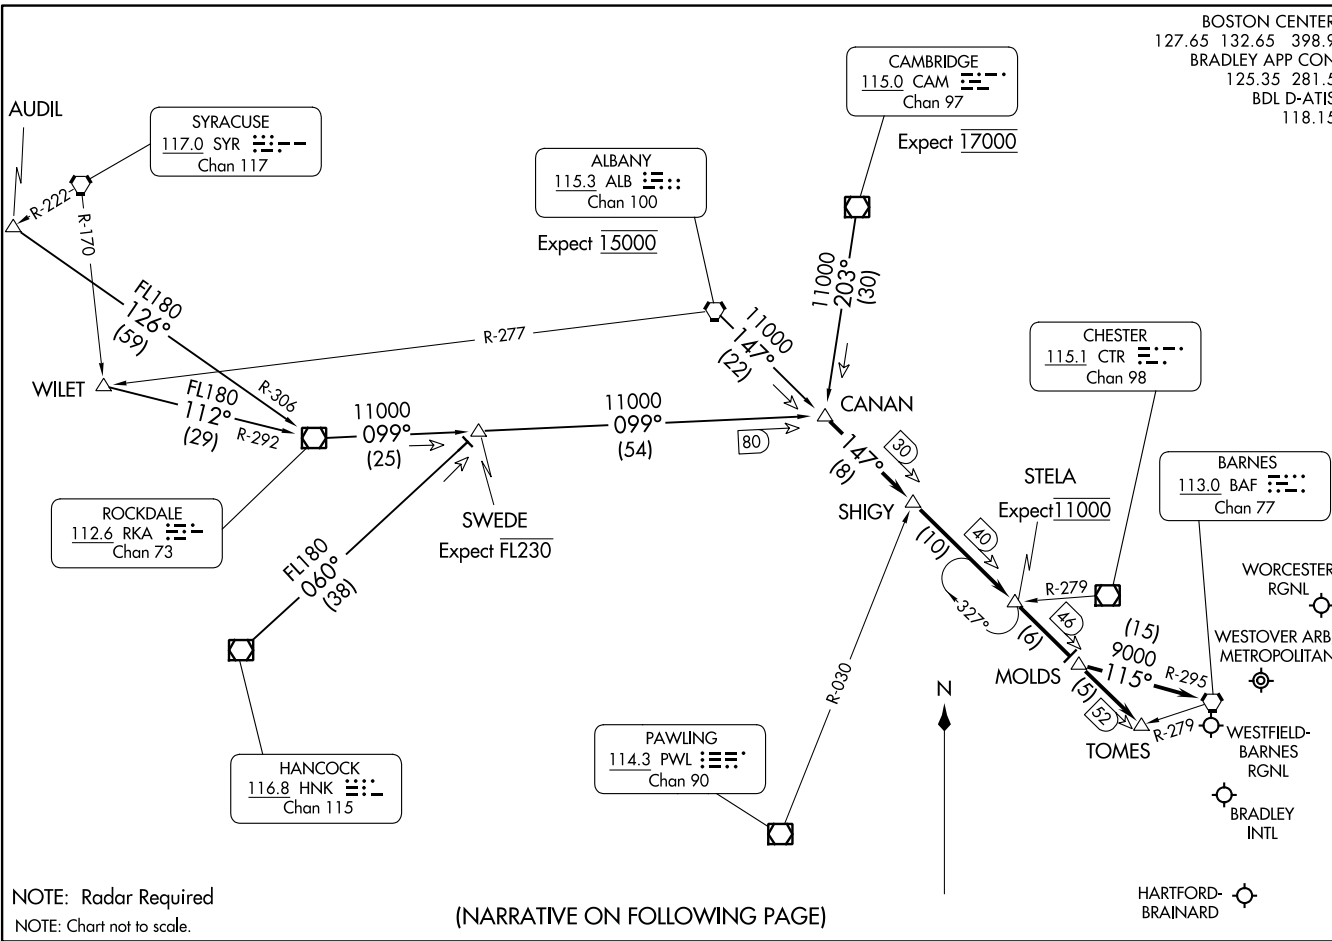 BOSTON CENTER
127.65 132.65 398.9
BRADLEY APP CON
125.35 281.5
BDL D-ATIS
118.15
CAMBRIDGE
115.0 CAM
Chan 97
Expect 17000
AUDIL
SYRACUSE
117.0 SYR
Chan 117
ALBANY
115.3 ALB
Chan 100
Expect 15000
R-222
R-170
FL180
126°
(59)
R-306
WILET
FL180
112°
(29)
R-292
R-277
11000
147°
(22)
11000
203°
(30)
CHESTER
115.1 CTR
Chan 98
11000
099°
(25)
11000
099°
(54)
80
CANAN
147°
(8)
30
SHIGY
STELA
Expect 11000
BARNES
113.0 BAF
Chan 77
ROCKDALE
112.6 RKA
Chan 73
SWEDE
Expect FL230
FL180
060°
(38)
(10)
40
R-279
327°
(6)
46
MOLDS
(15)
9000
115°
R-295
(5)
52
TOMES
R-279
WORCESTER
RGNL
WESTOVER ARB/
METROPOLITAN
WESTFIELD-
BARNES
RGNL
BRADLEY
INTL
R-030
N
PAWLING
114.3 PWL
Chan 90
HANCOCK
116.8 HNK
Chan 115
HARTFORD-
BRAINARD
NOTE: Radar Required
NOTE: Chart not to scale.
(NARRATIVE ON FOLLOWING PAGE)